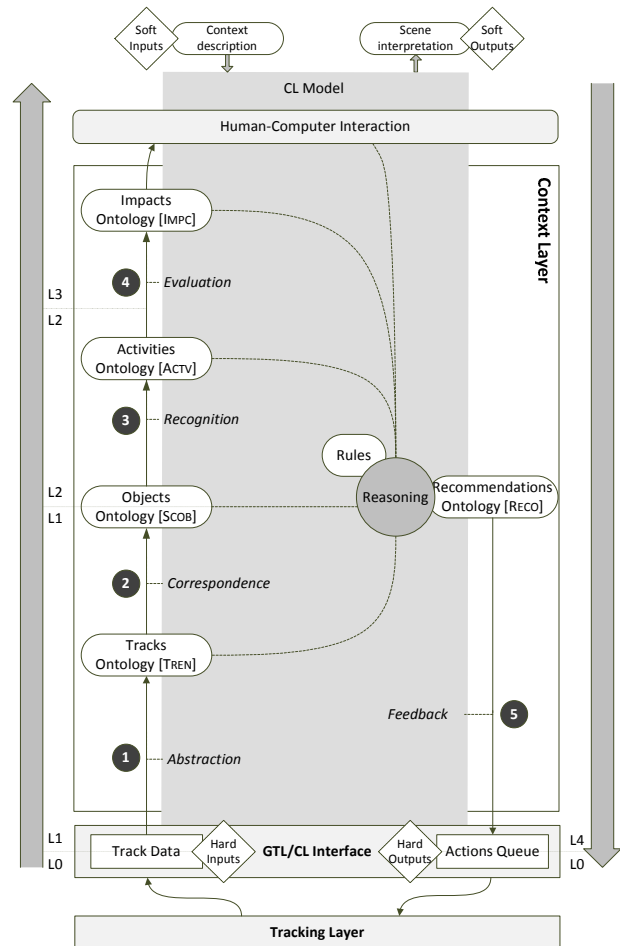 Soft
Inputs
Context
description
Scene
interpretation
Soft
Outputs
CL Model
Human-Computer Interaction
Context Layer
Impacts
Ontology [IMPC]
4
Evaluation
L3
L2
Activities
Ontology [ACTV]
3
Recognition
Rules
Reasoning
Recommendations
Ontology [RECO]
L2
L1
Objects
Ontology [SCOB]
2
Correspondence
Tracks
Ontology [TREN]
Feedback
5
1
Abstraction
L1
L0
Track Data
Hard
Inputs
GTL/CL Interface
Hard
Outputs
Actions Queue
L4
L0
Tracking Layer